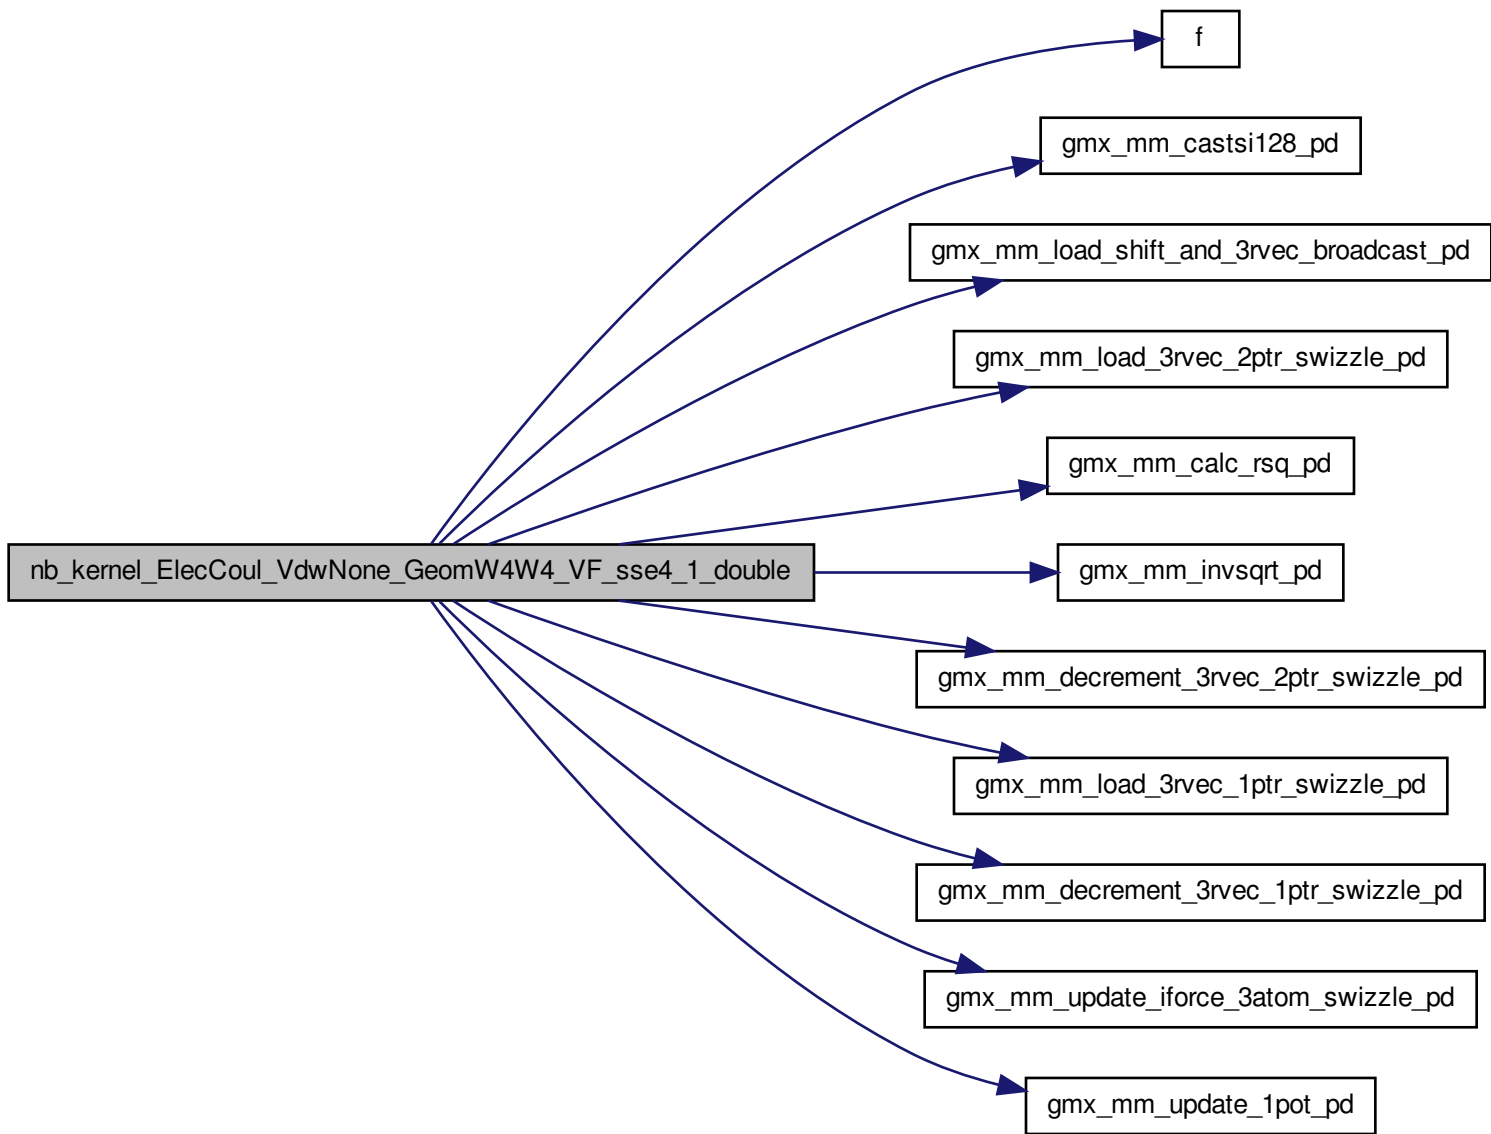 f
gmx_mm_castsi128_pd
gmx_mm_load_shift_and_3rvec_broadcast_pd
gmx_mm_load_3rvec_2ptr_swizzle_pd
gmx_mm_calc_rsq_pd
nb_kernel_ElecCoul_VdwNone_GeomW4W4_VF_sse4_1_double
gmx_mm_invsqrt_pd
gmx_mm_decrement_3rvec_2ptr_swizzle_pd
gmx_mm_load_3rvec_1ptr_swizzle_pd
gmx_mm_decrement_3rvec_1ptr_swizzle_pd
gmx_mm_update_iforce_3atom_swizzle_pd
gmx_mm_update_1pot_pd